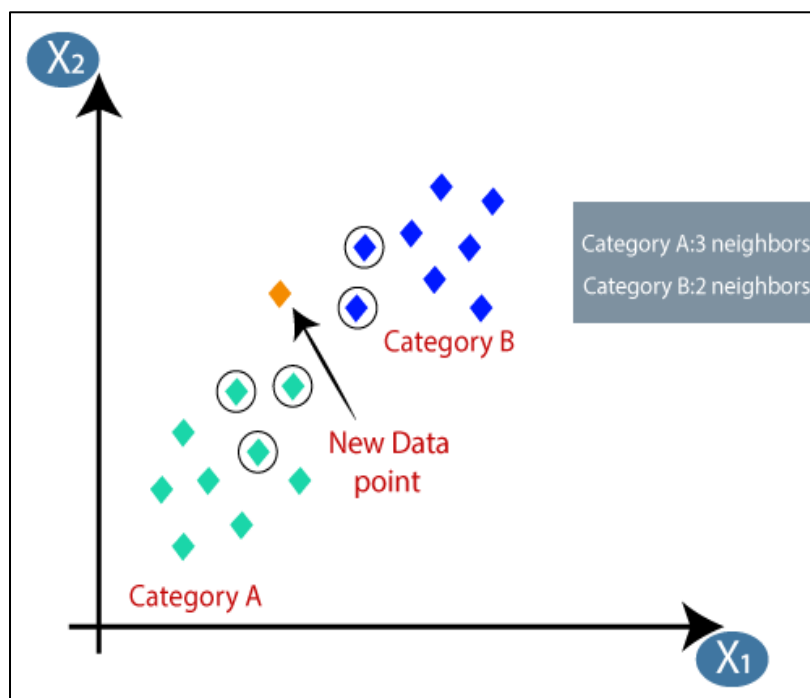 X₂
Category A:3 neighbors
Category B:2 neighbors
Category B
New Data
point
Category A
X₁